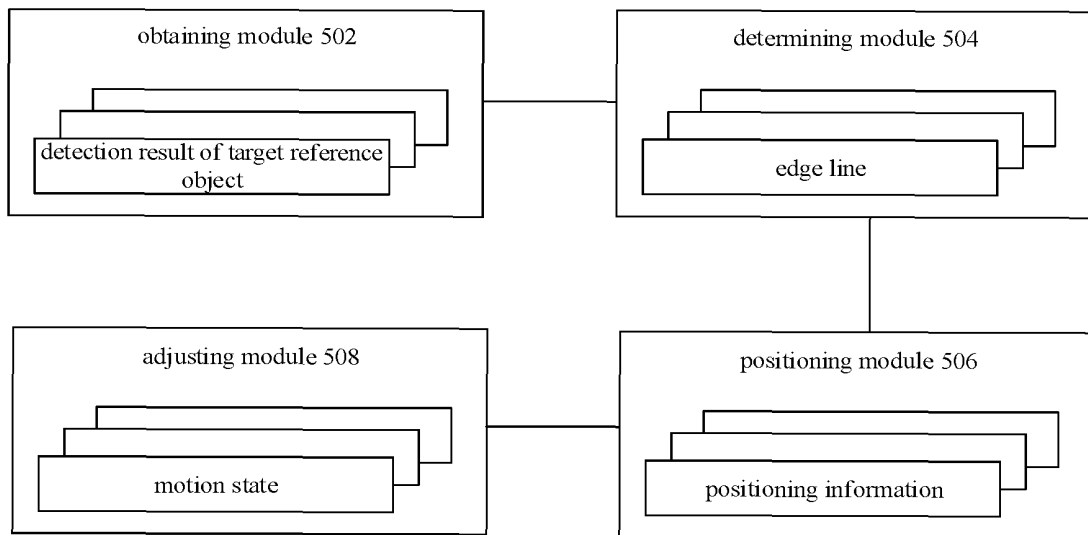 obtaining module 502
detection result of target reference
object
determining module 504
edge line
adjusting module 508
motion state
positioning module 506
positioning information